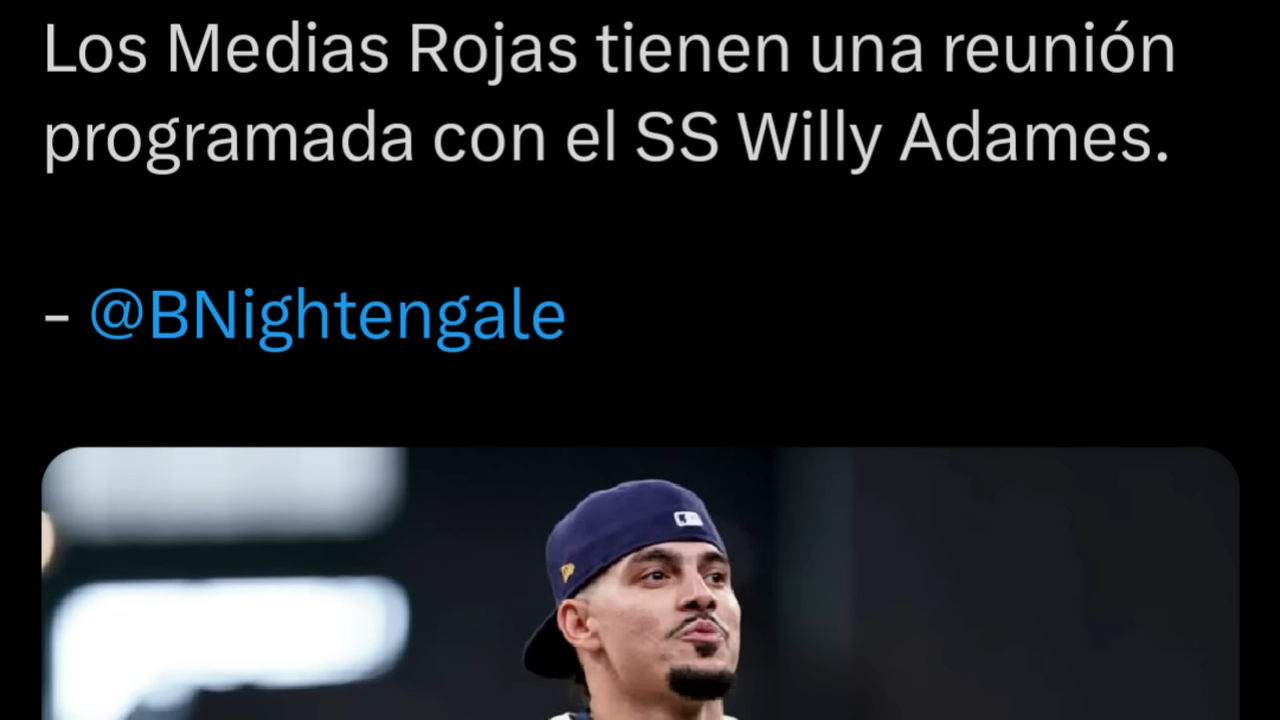 Los Medias Rojas tienen una reunión
programada con el SS Willy Adames.
- @BNightengale